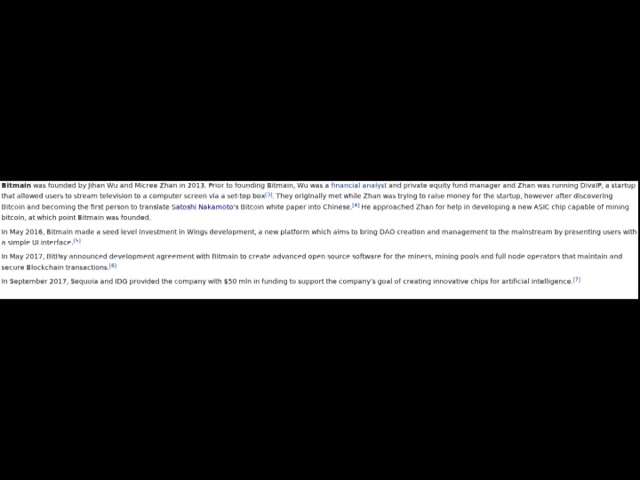 Bitmain was founded by Jihan Wu and Micree Zhan in 2013. Prior to founding Bitmain, Wu was a financial analyst and private equity fund manager and Zhan was running DivaIP, a startup
that allowed users to stream television to a computer screen via a set-top box[3]. They originally met while Zhan was trying to raise money for the startup, however after discovering
Bitcoin and becoming the first person to translate Satoshi Nakamoto's Bitcoin white paper into Chinese.[4] He approached Zhan for help in developing a new ASIC chip capable of mining
bitcoin, at which point Bitmain was founded.
In May 2016, Bitmain made a seed level investment in Wings development, a new platform which aims to bring DAO creation and management to the mainstream by presenting users with
a simple UI interface.[5]
In May 2017, announced development agreement with Bitmain to create advanced open source software for the miners, mining pools and full node operators that maintain and
secure Blockchain transactions.[6]
In September 2017, Sequoia and IDG provided the company with $50 mln in funding to support the company's goal of creating innovative chips for artificial intelligence.[7]